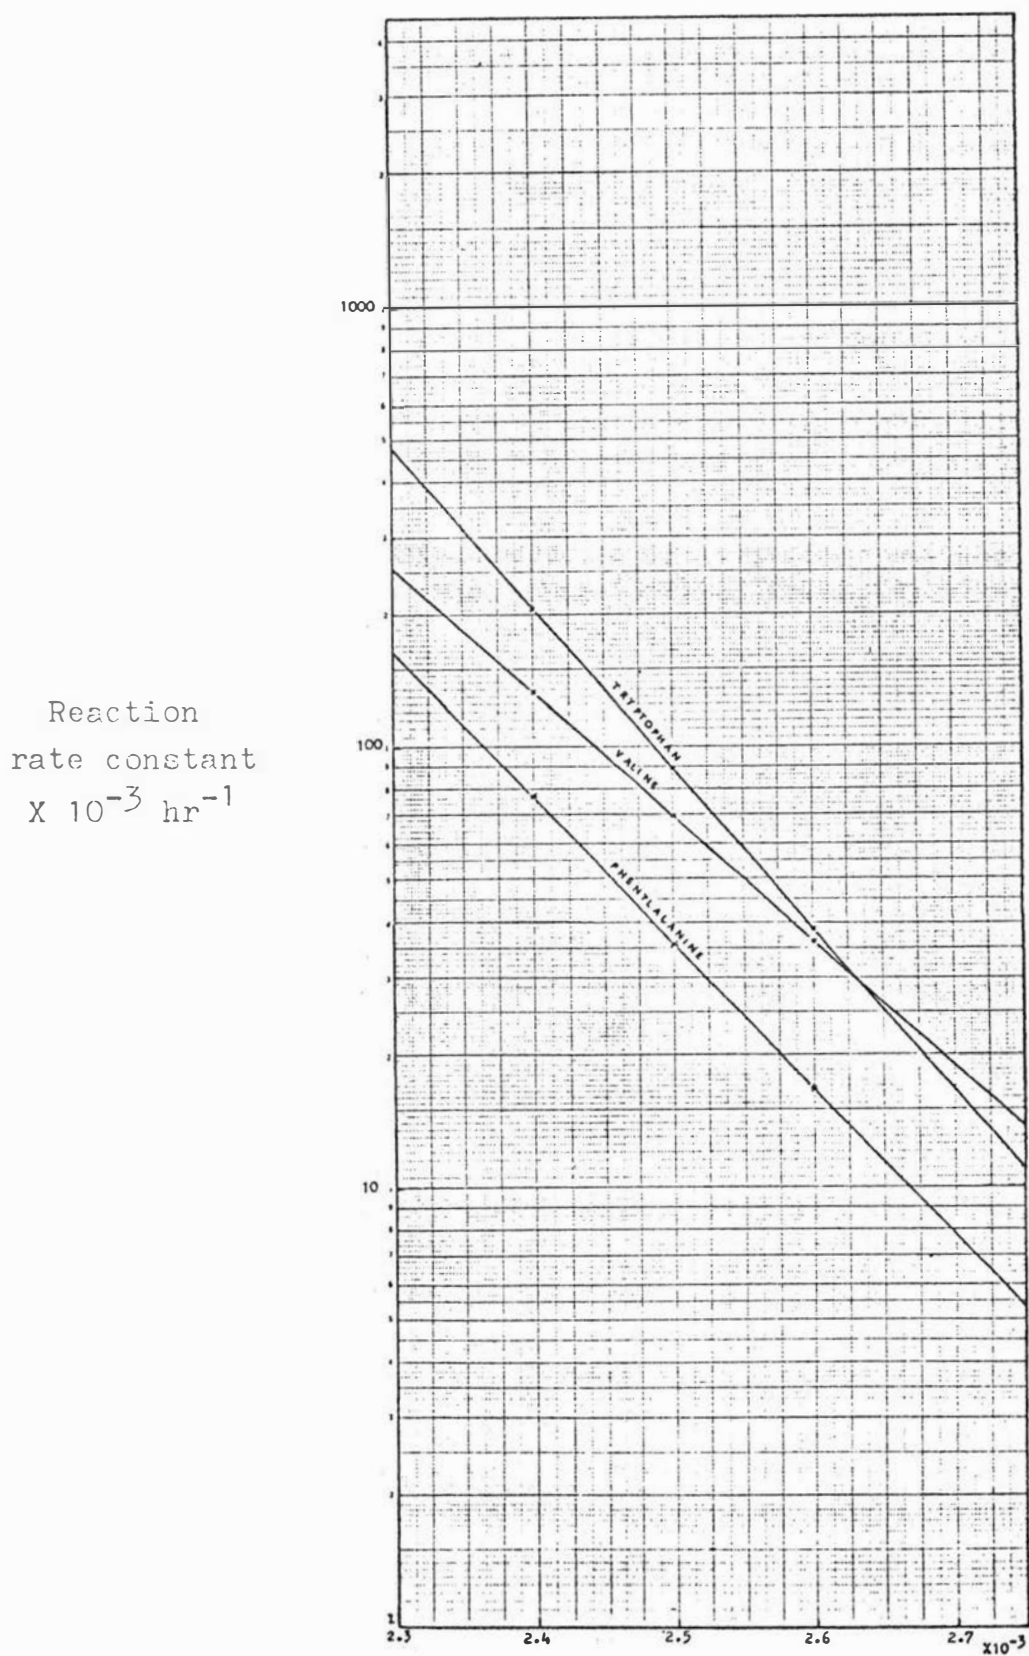 1000
TRYPTOPHAN
VALINE
Reaction
rate constant
X 10⁻³ hr⁻¹
100
PHENYLALANINE
10
1
2.3 2.4 2.5 2.6 2.7 X10⁻³